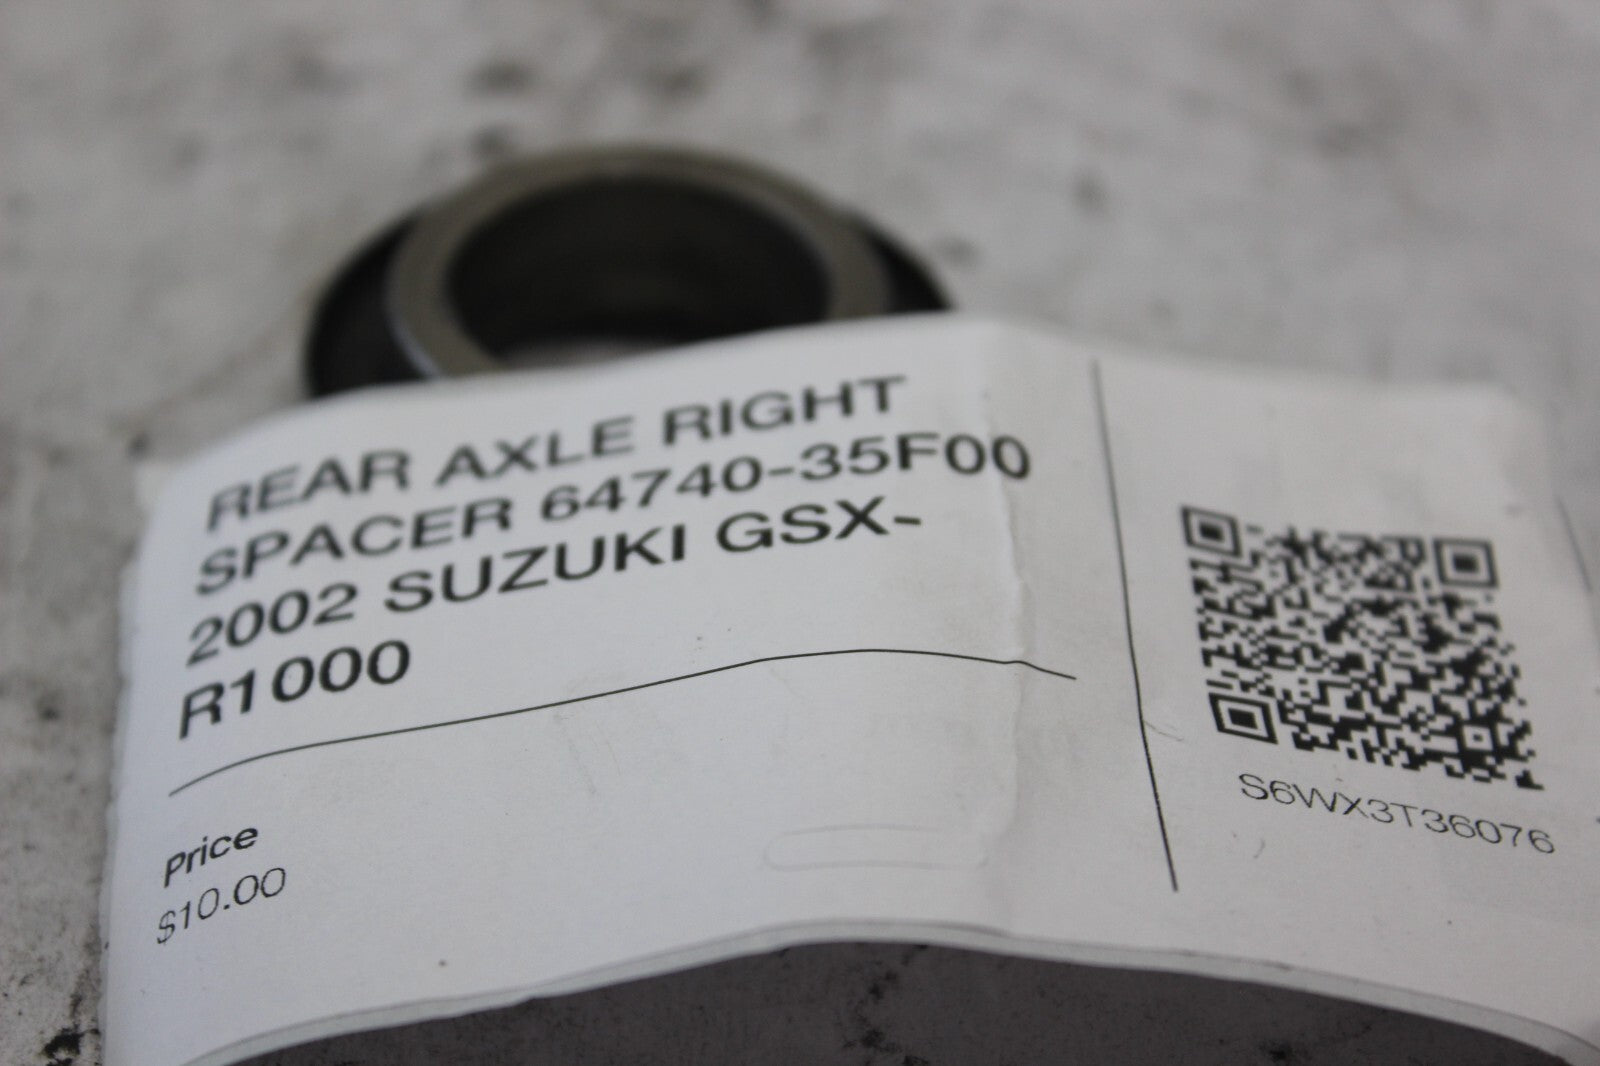 REAR AXLE RIGHT
SPACER 64740-35F00
2002 SUZUKI GSX-
R1000
Price
$10.00
S6WX3T36076